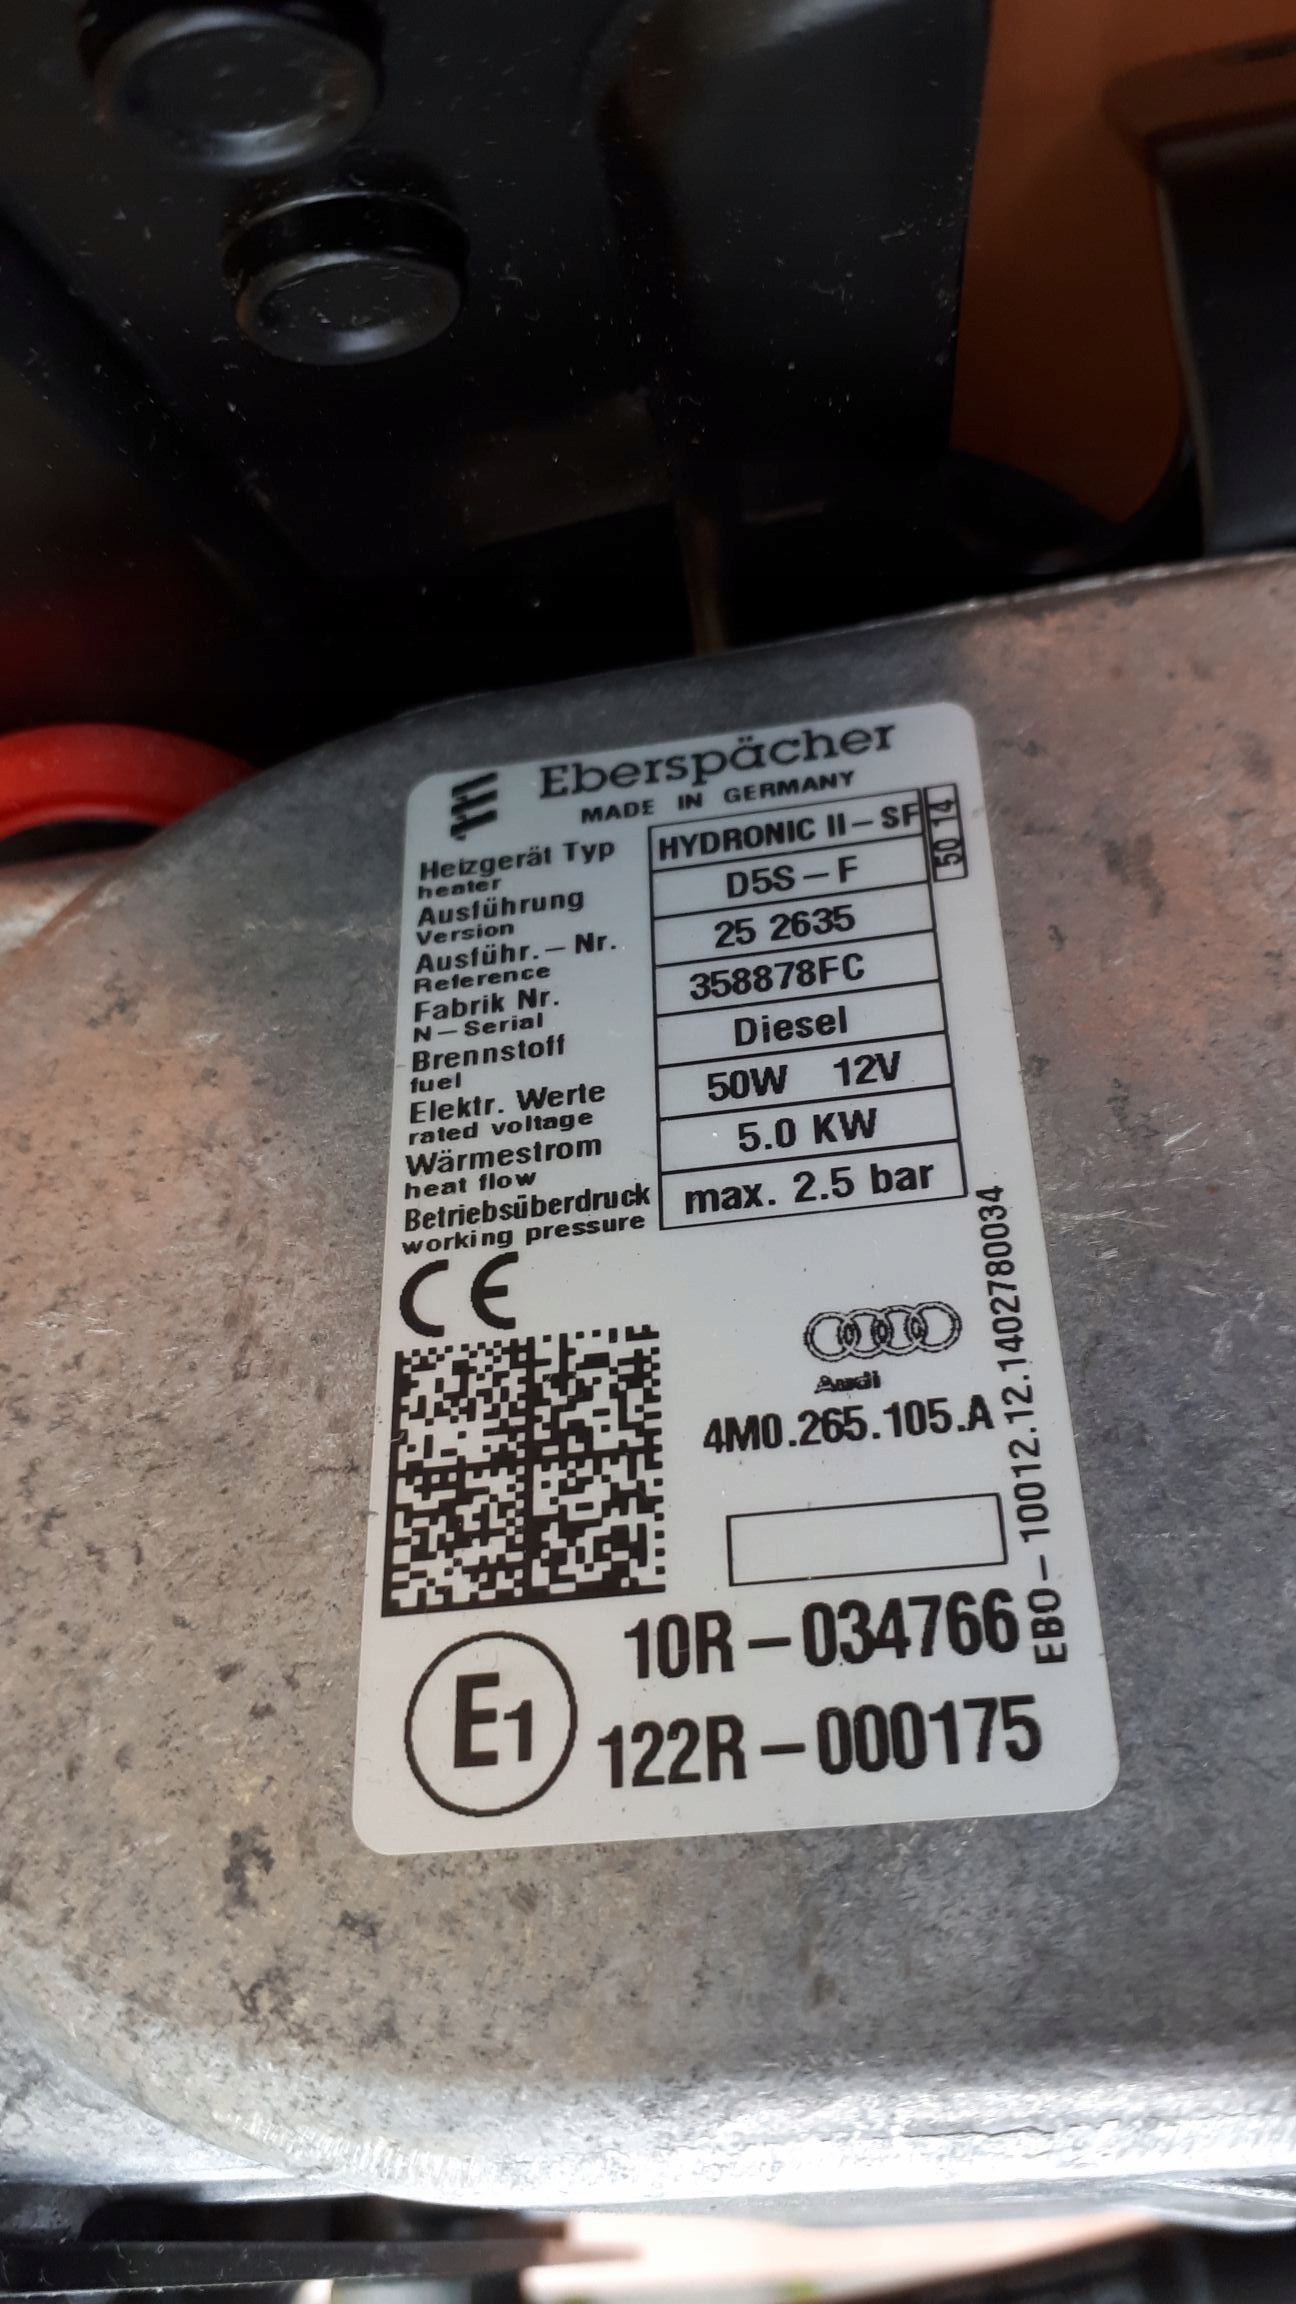 Eberspächer
MADE IN GERMANY
Heizgerät Typ HYDRONIC II-SF 50 14
heater
Ausführung D5S-F
Version
Ausführ.-Nr. 25 2635
Reference
Fabrik Nr. 358878FC
N-Serial
Brennstoff Diesel
fuel
Elektr. Werte 50W 12V
rated voltage
Wärmestrom 5.0 KW
heat flow
Betriebsüberdruck max. 2.5 bar
working pressure
CE
Audi
4M0.265.105.A
EBO-10012.12.1402780034
E1
10R-034766
122R-000175